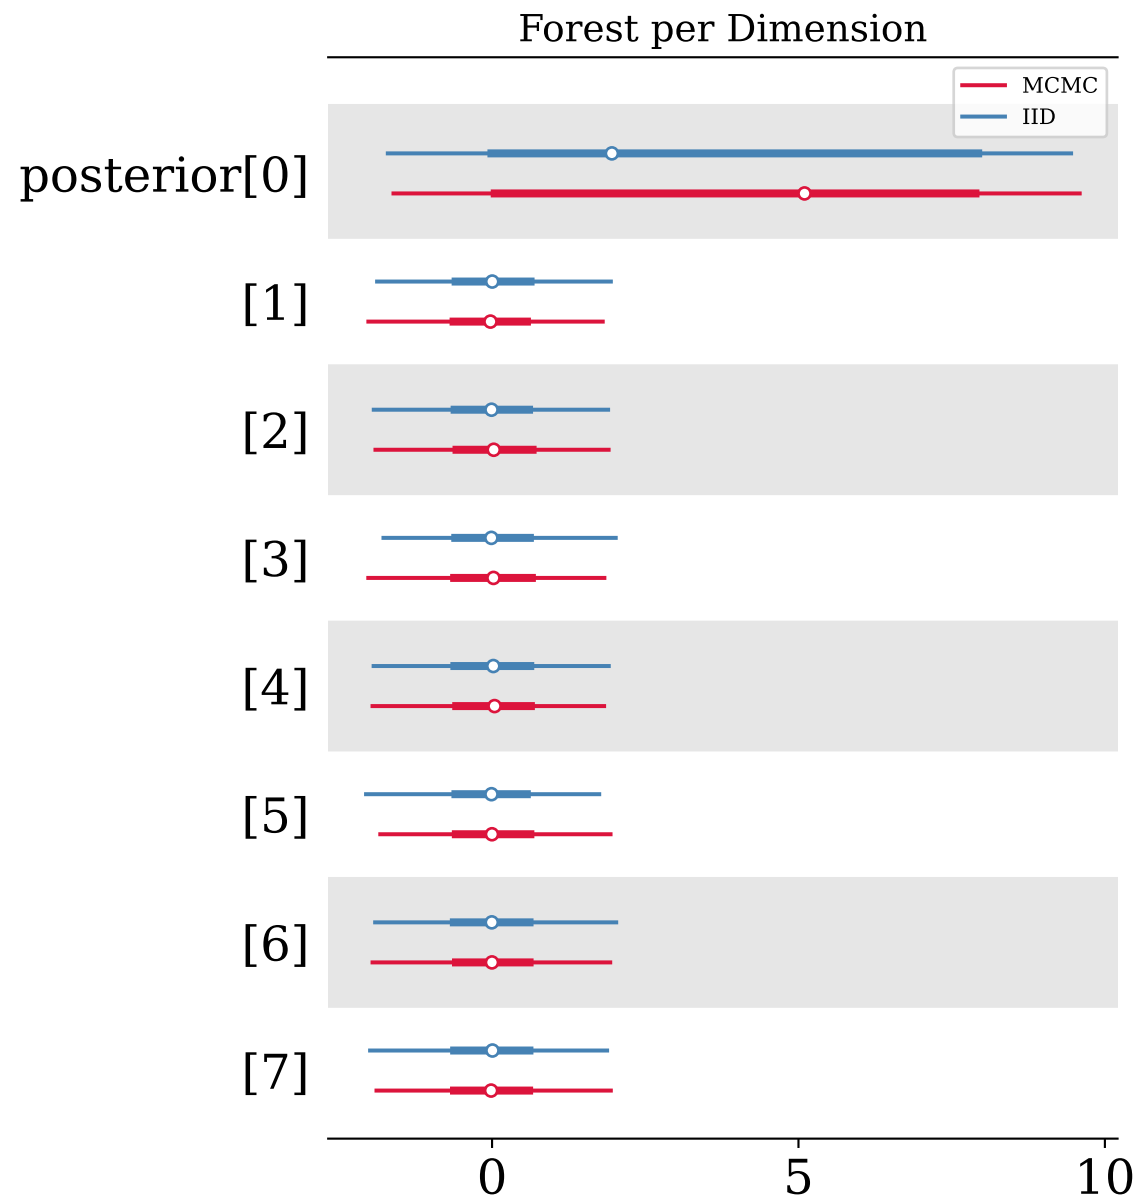 Forest per Dimension
MCMC
IID
posterior[0]
[1]
[2]
[3]
[4]
[5]
[6]
[7]
0 5 10